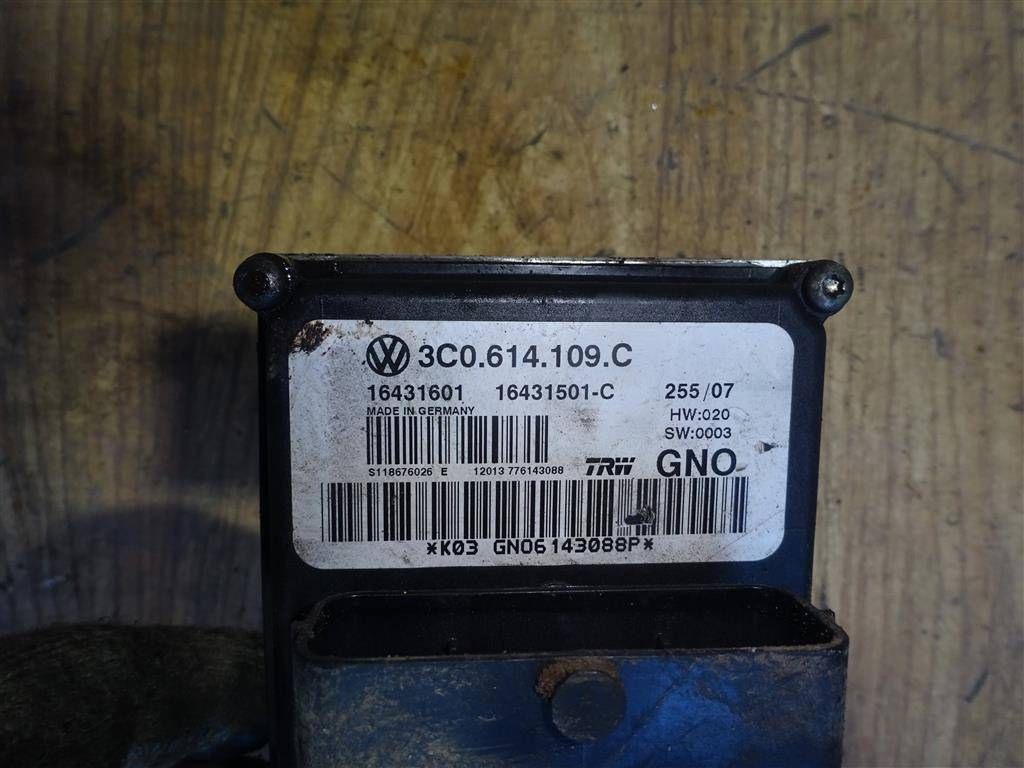 3C0.614.109.C
16431601 16431501-C 255/07
MADE IN GERMANY HW:020
SW:0003
S118676026 E 12013 776143088 TRW GNO
*K03 GNO6143088P*